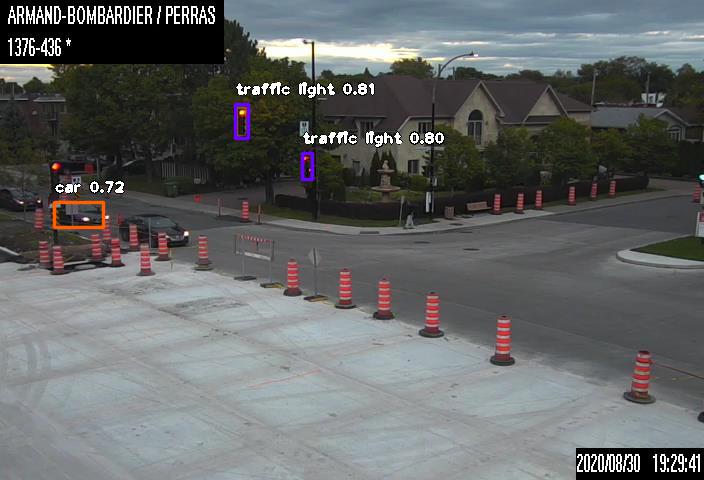 ARMAND-BOMBARDIER / PERRAS
1376-436 *
traffic light 0.81
traffic light 0.80
car 0.72
2020/08/30 19:29:41